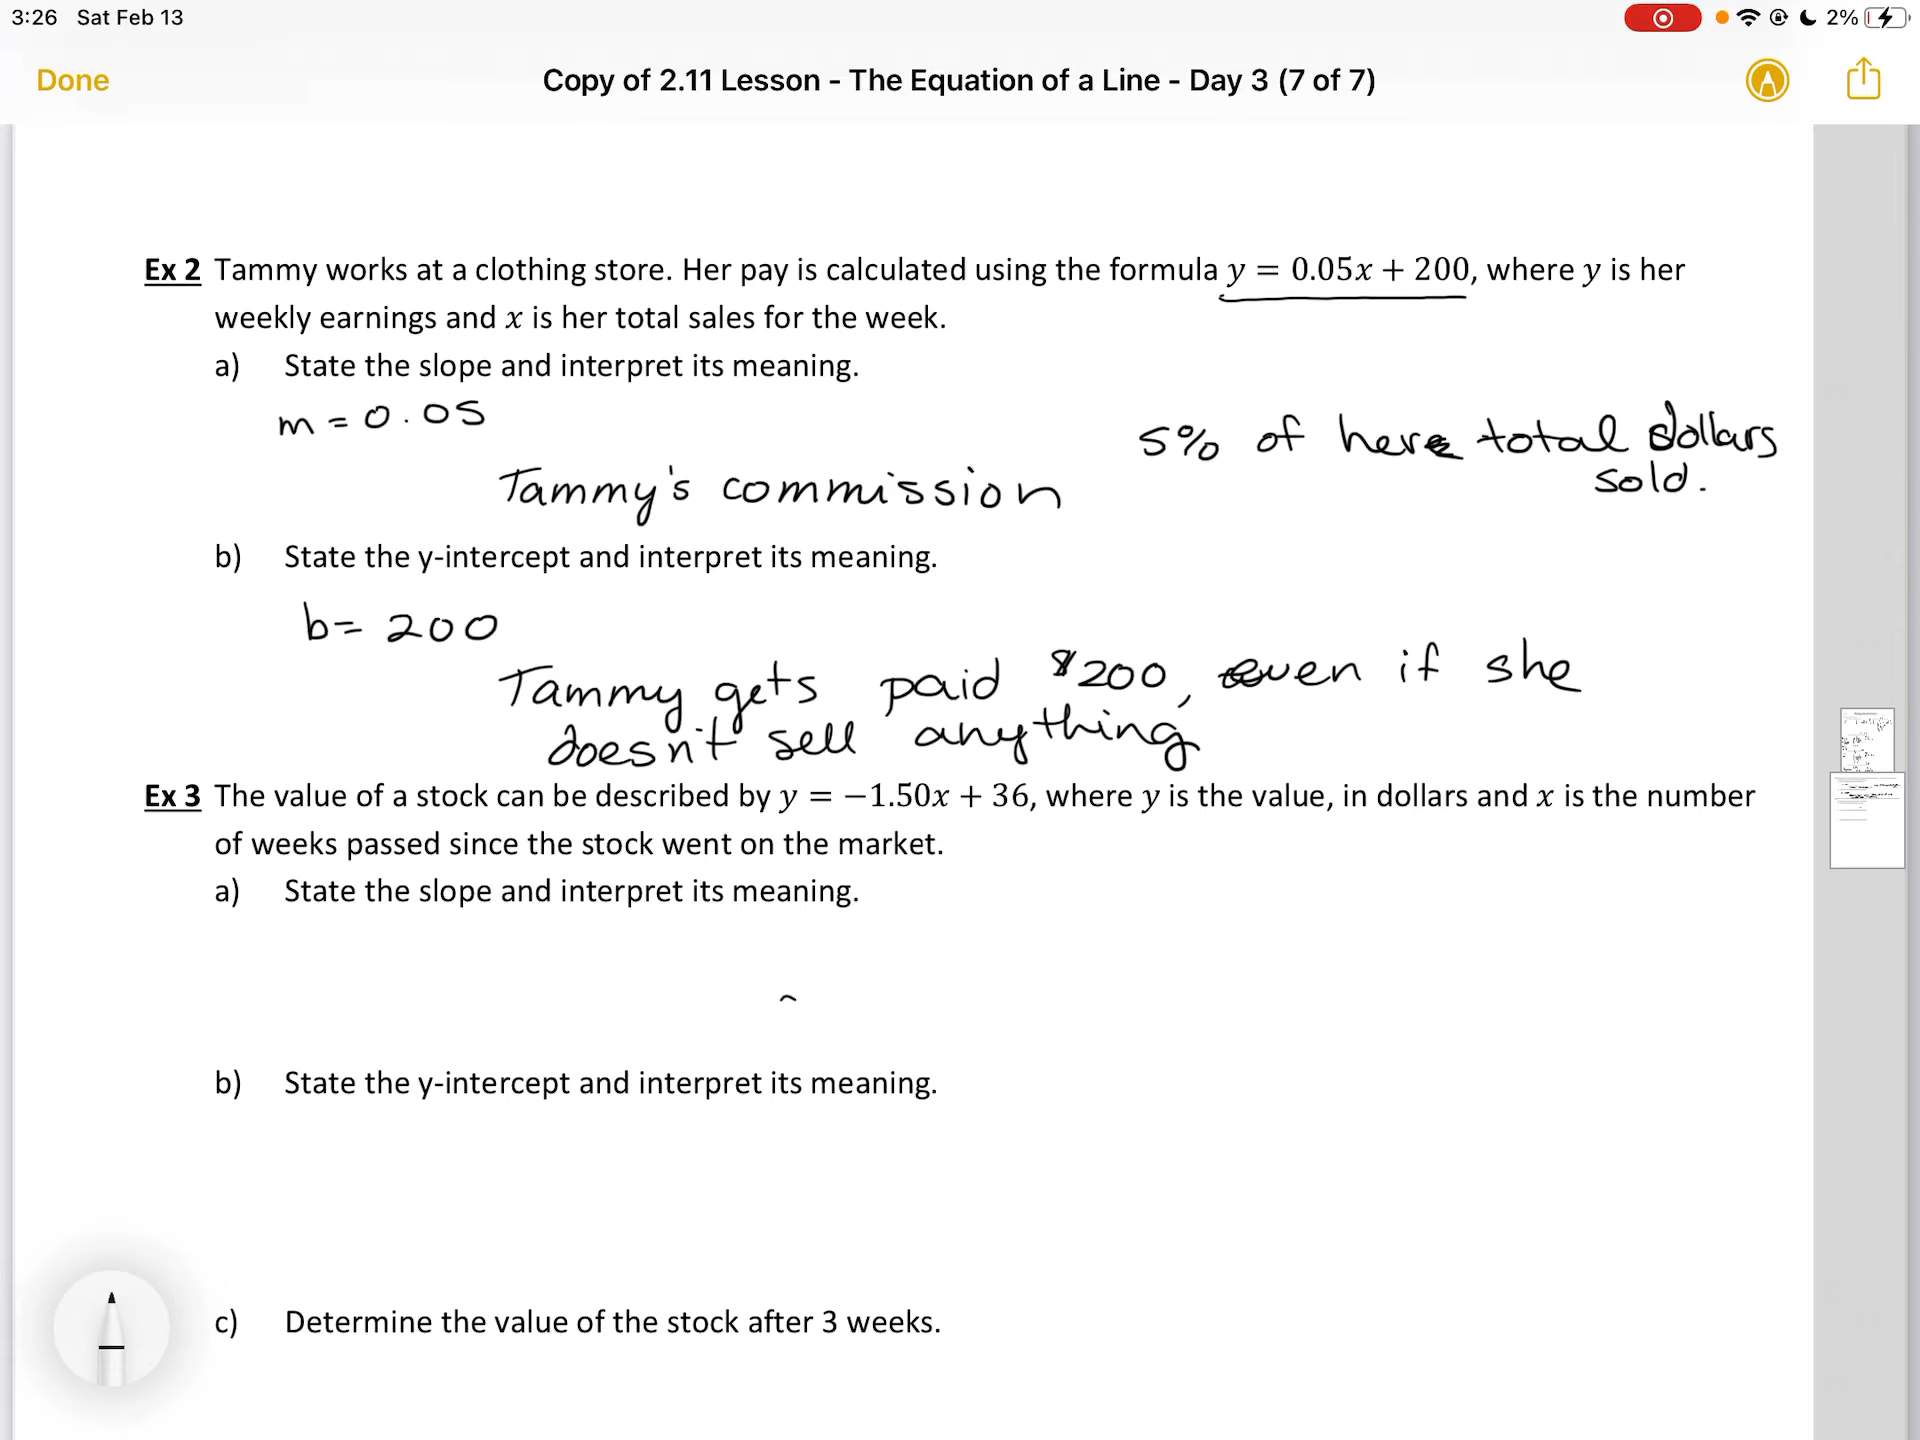 3:26 Sat Feb 13
2%
Done
Copy of 2.11 Lesson - The Equation of a Line - Day 3 (7 of 7)
Ex 2 Tammy works at a clothing store. Her pay is calculated using the formula y = 0.05x + 200, where y is her
weekly earnings and x is her total sales for the week.
a) State the slope and interpret its meaning.
m = 0.05
5% of here total dollars
sold.
Tammy's commission
b) State the y-intercept and interpret its meaning.
b= 200
Tammy gets paid $200, even if she
doesn't sell anything
Ex 3 The value of a stock can be described by y = −1.50x + 36, where y is the value, in dollars and x is the number
of weeks passed since the stock went on the market.
a) State the slope and interpret its meaning.
b) State the y-intercept and interpret its meaning.
c) Determine the value of the stock after 3 weeks.